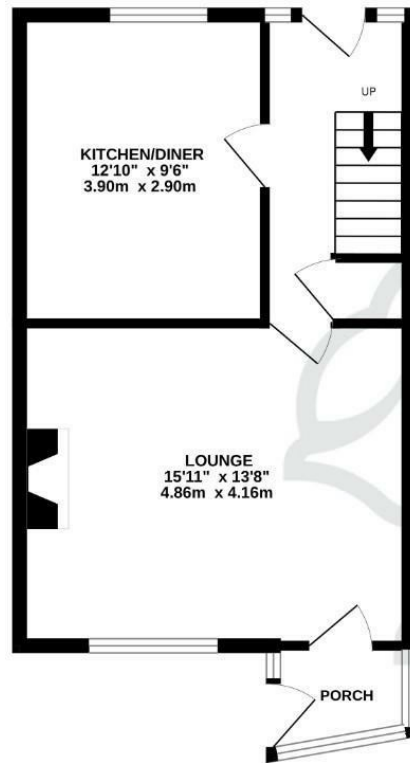 UP
KITCHEN/DINER
12'10" x 9'6"
3.90m x 2.90m
LOUNGE
15'11" x 13'8"
4.86m x 4.16m
PORCH